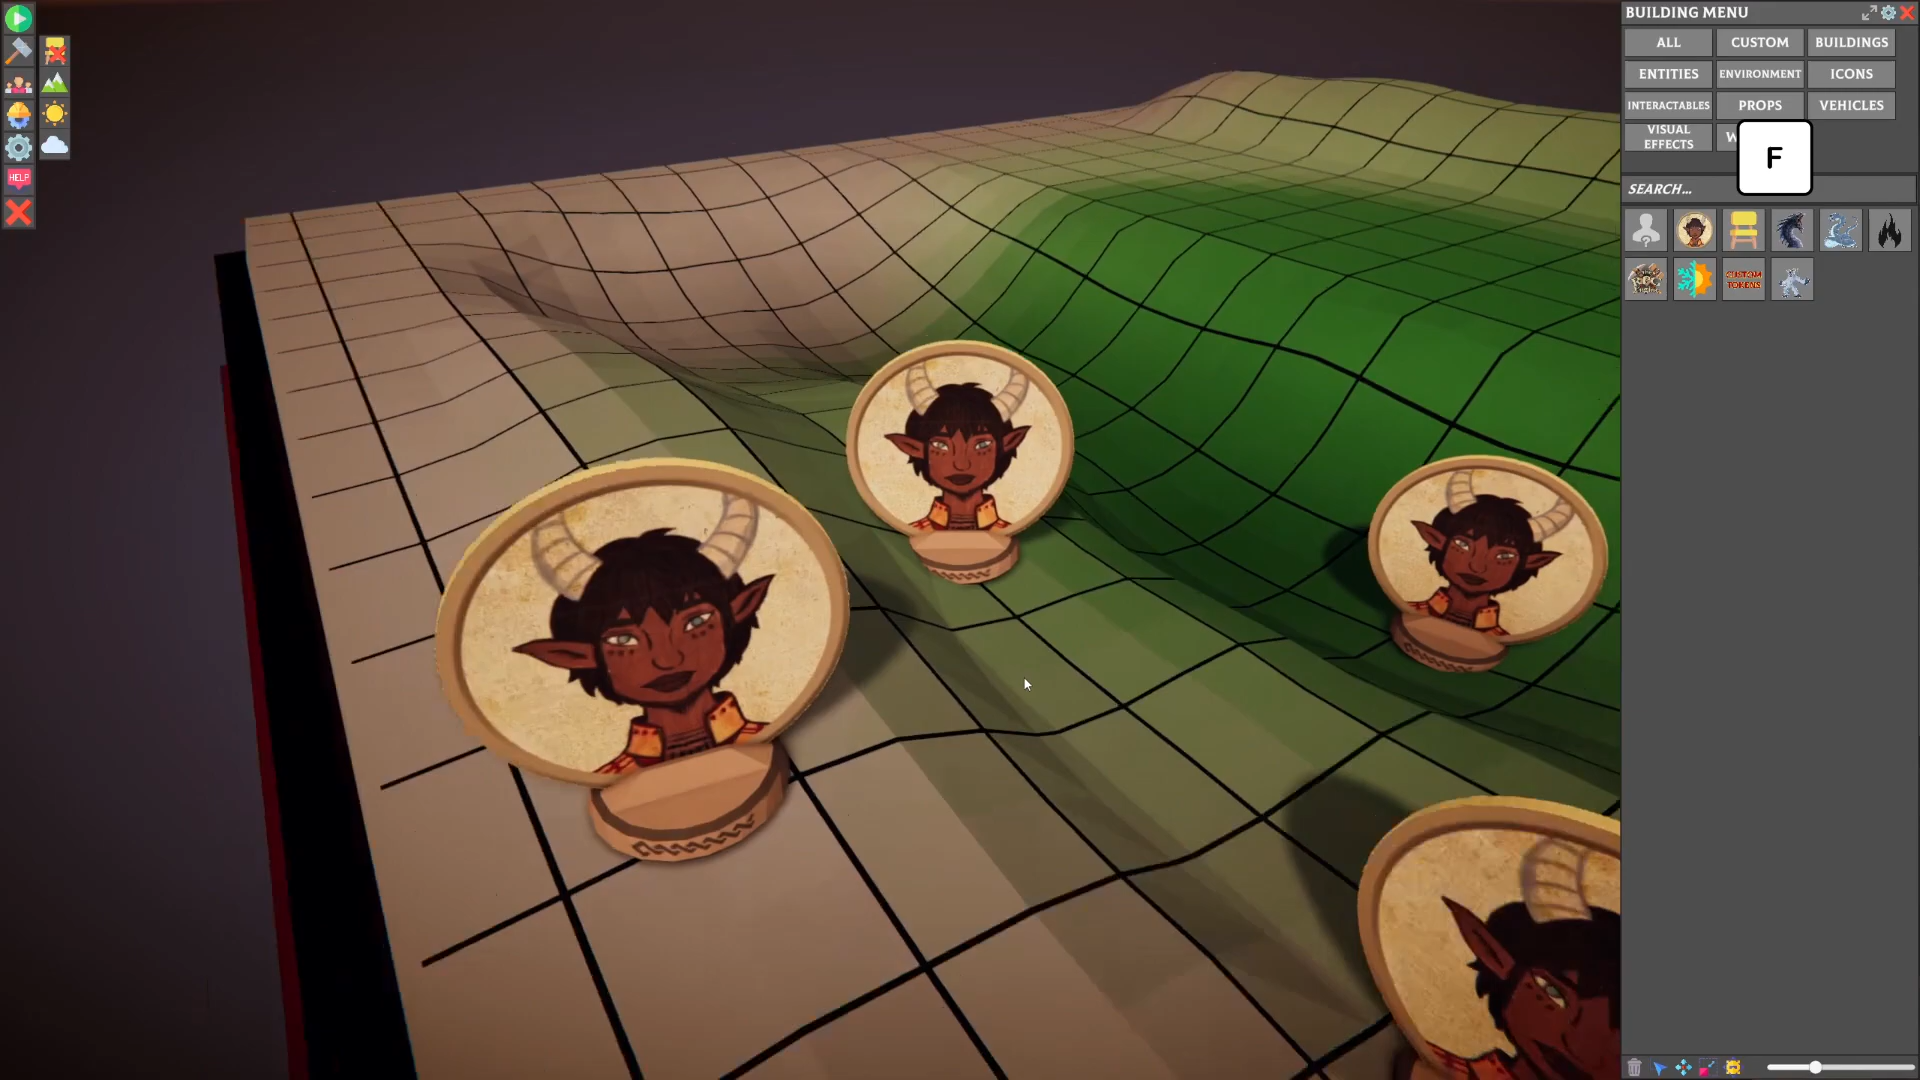 BUILDING MENU
ALL CUSTOM BUILDINGS
ENTITIES ENVIRONMENT ICONS
INTERACTABLES PROPS VEHICLES
VISUAL EFFECTS
F
SEARCH...
CUSTOM TOKENS
HELP